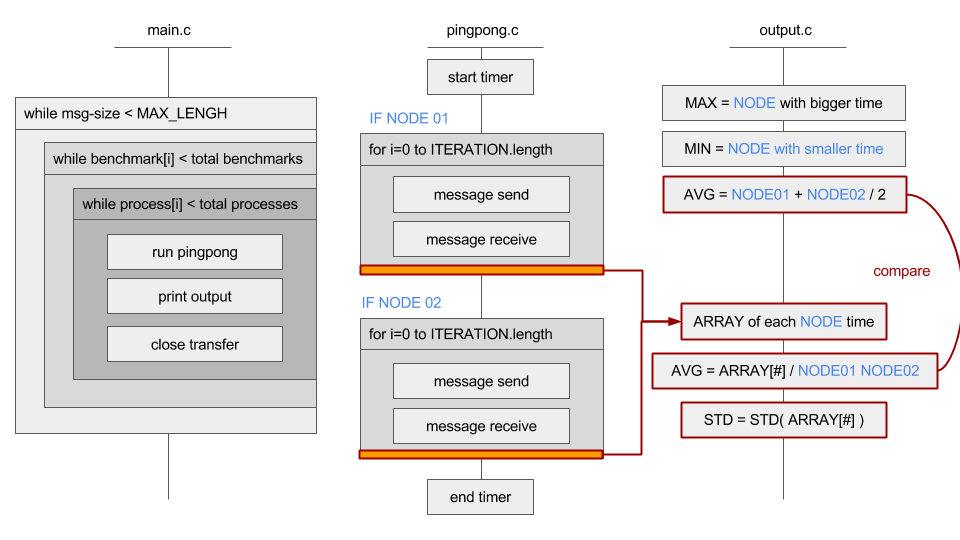 main.c
while msg-size < MAX_LENGH
while benchmark[i] < total benchmarks
while process[i] < total processes
run pingpong
print output
close transfer
pingpong.c
start timer
IF NODE 01
for i=0 to ITERATION.length
message send
message receive
IF NODE 02
for i=0 to ITERATION.length
message send
message receive
end timer
output.c
MAX = NODE with bigger time
MIN = NODE with smaller time
AVG = NODE01 + NODE02 / 2
compare
ARRAY of each NODE time
AVG = ARRAY[#] / NODE01 NODE02
STD = STD( ARRAY[#] )